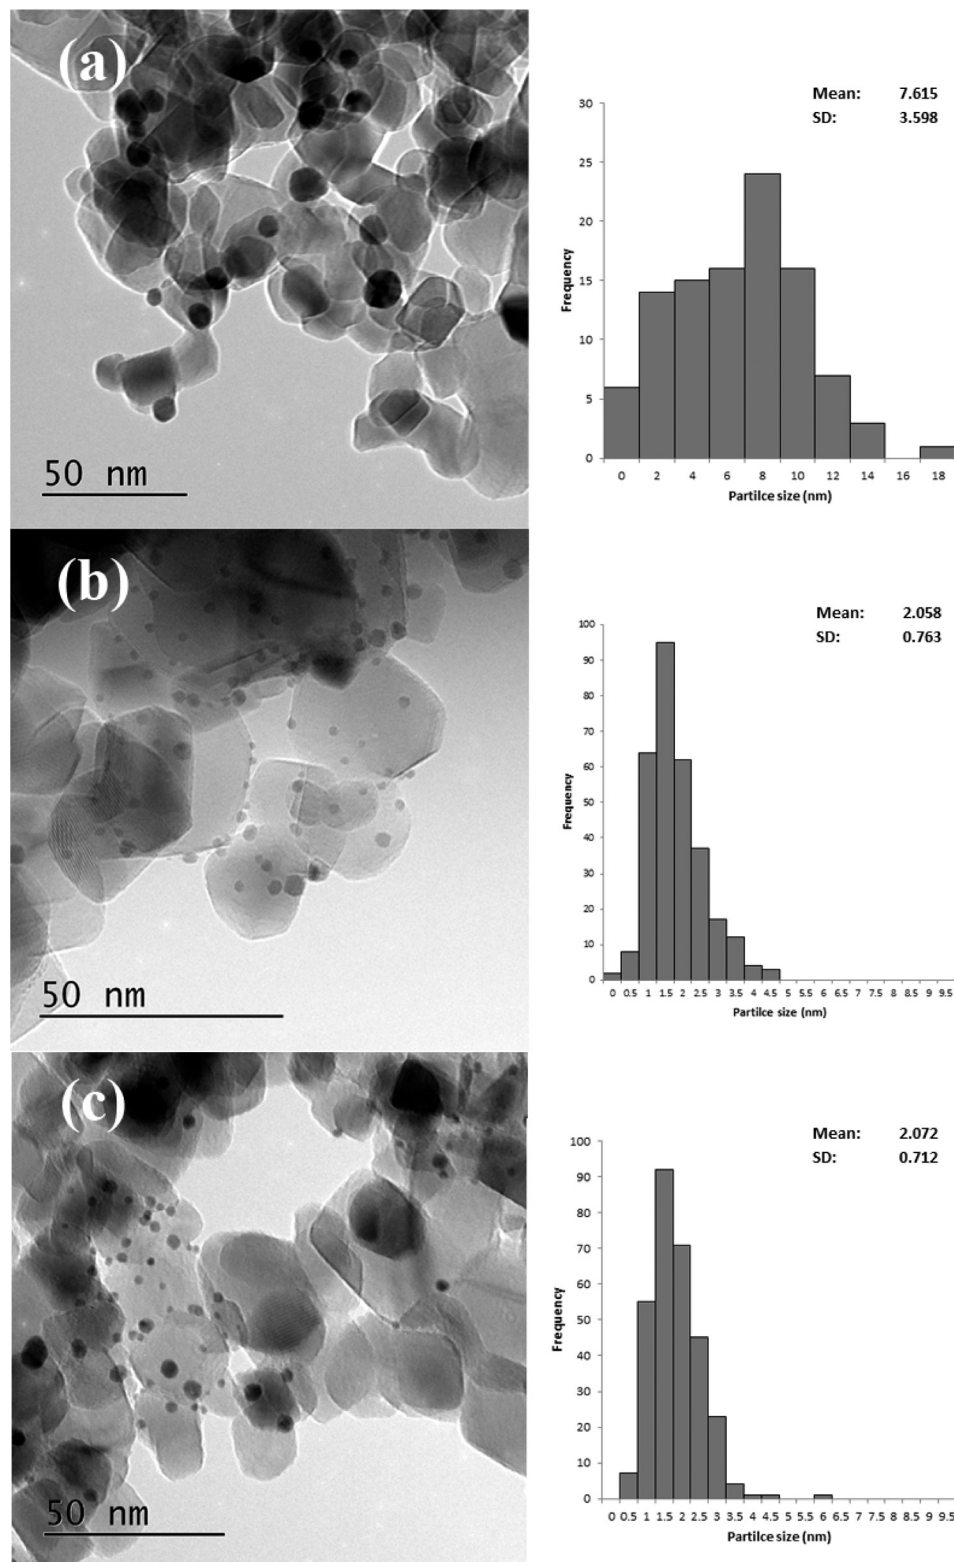 (a)
50 nm
Mean: 7.615
SD: 3.598
Frequency
30
25
20
15
10
5
0
0 2 4 6 8 10 12 14 16 18
Partilce size (nm)
(b)
50 nm
Mean: 2.058
SD: 0.763
Frequency
100
90
80
70
60
50
40
30
20
10
0
0 0.5 1 1.5 2 2.5 3 3.5 4 4.5 5 5.5 6 6.5 7 7.5 8 8.5 9 9.5
Partilce size (nm)
(c)
50 nm
Mean: 2.072
SD: 0.712
Frequency
100
90
80
70
60
50
40
30
20
10
0
0 0.5 1 1.5 2 2.5 3 3.5 4 4.5 5 5.5 6 6.5 7 7.5 8 8.5 9 9.5
Partilce size (nm)